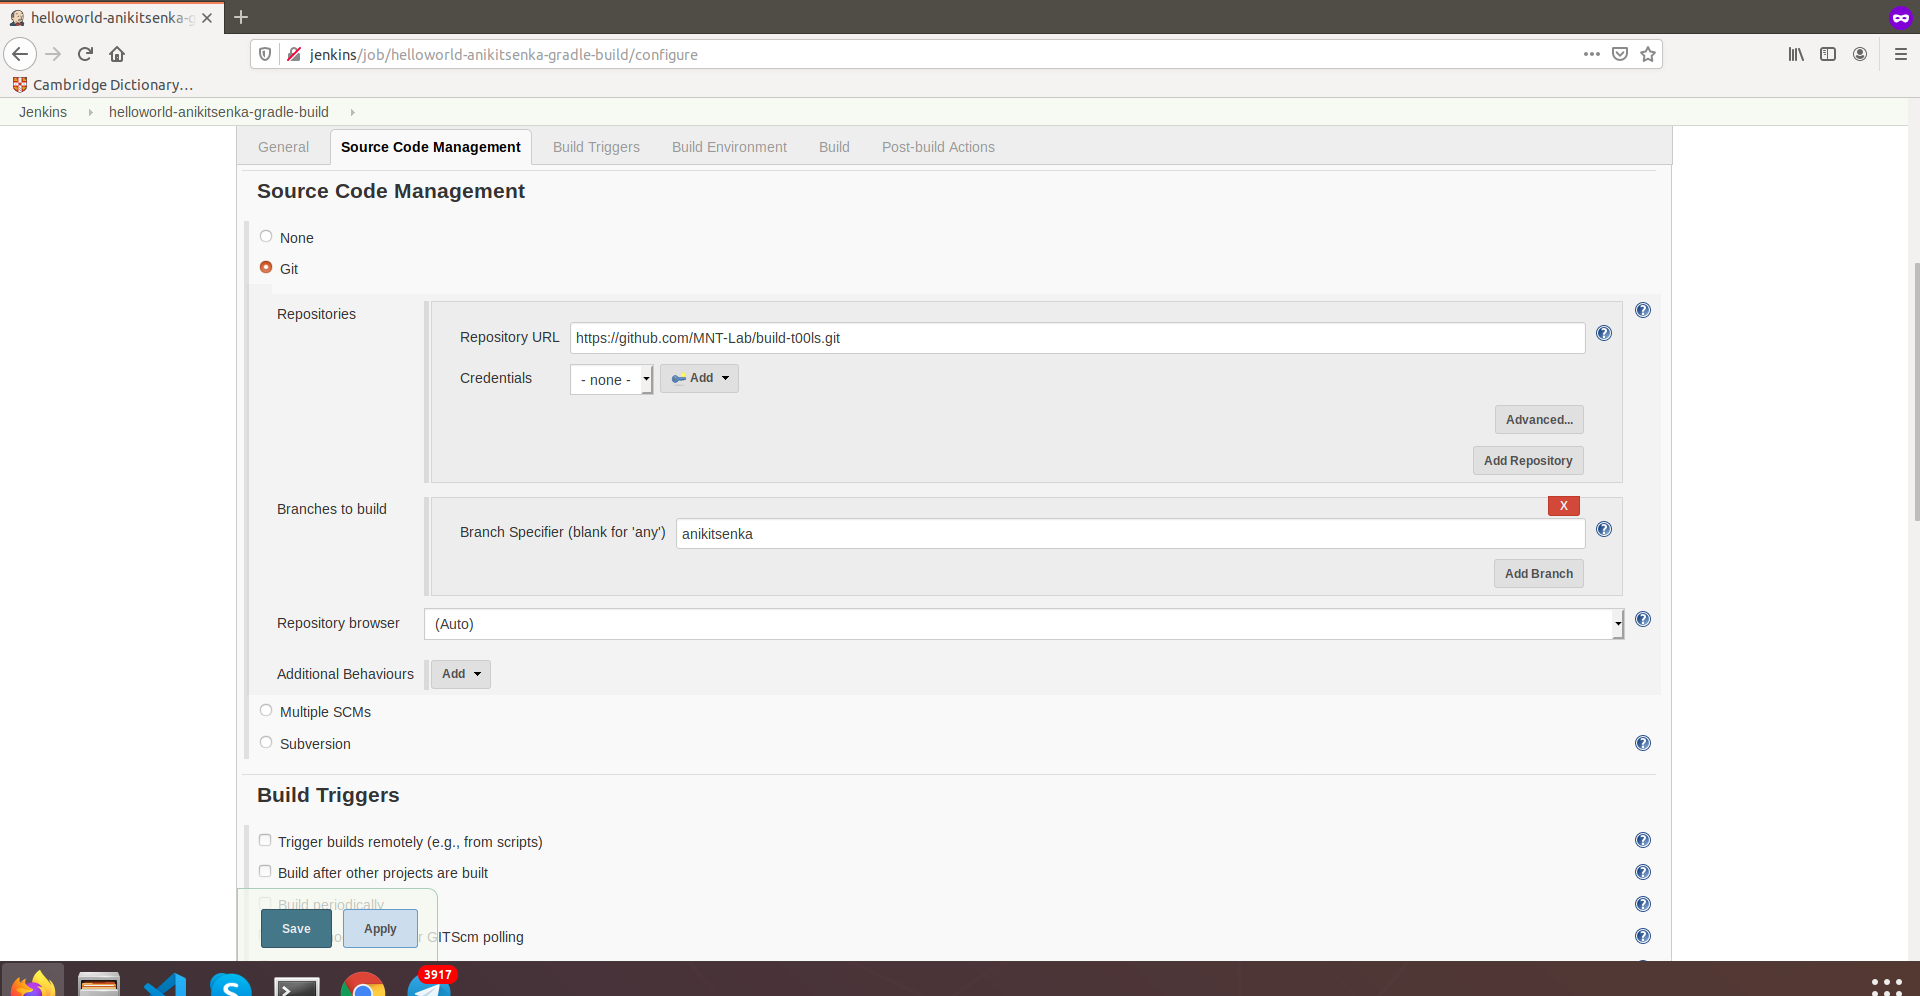 helloworld-anikitsenka-g
jenkins/job/helloworld-anikitsenka-gradle-build/configure
Cambridge Dictionary...
Jenkins
helloworld-anikitsenka-gradle-build
General
Source Code Management
Build Triggers
Build Environment
Build
Post-build Actions
Source Code Management
None
Git
Repositories
Repository URL
https://github.com/MNT-Lab/build-t00ls.git
Credentials
- none -
Add
Advanced...
Add Repository
Branches to build
X
Branch Specifier (blank for 'any')
anikitsenka
Add Branch
Repository browser
(Auto)
Additional Behaviours
Add
Multiple SCMs
Subversion
Build Triggers
Trigger builds remotely (e.g., from scripts)
Build after other projects are built
Build periodically
GITScm polling
Save
Apply
3917